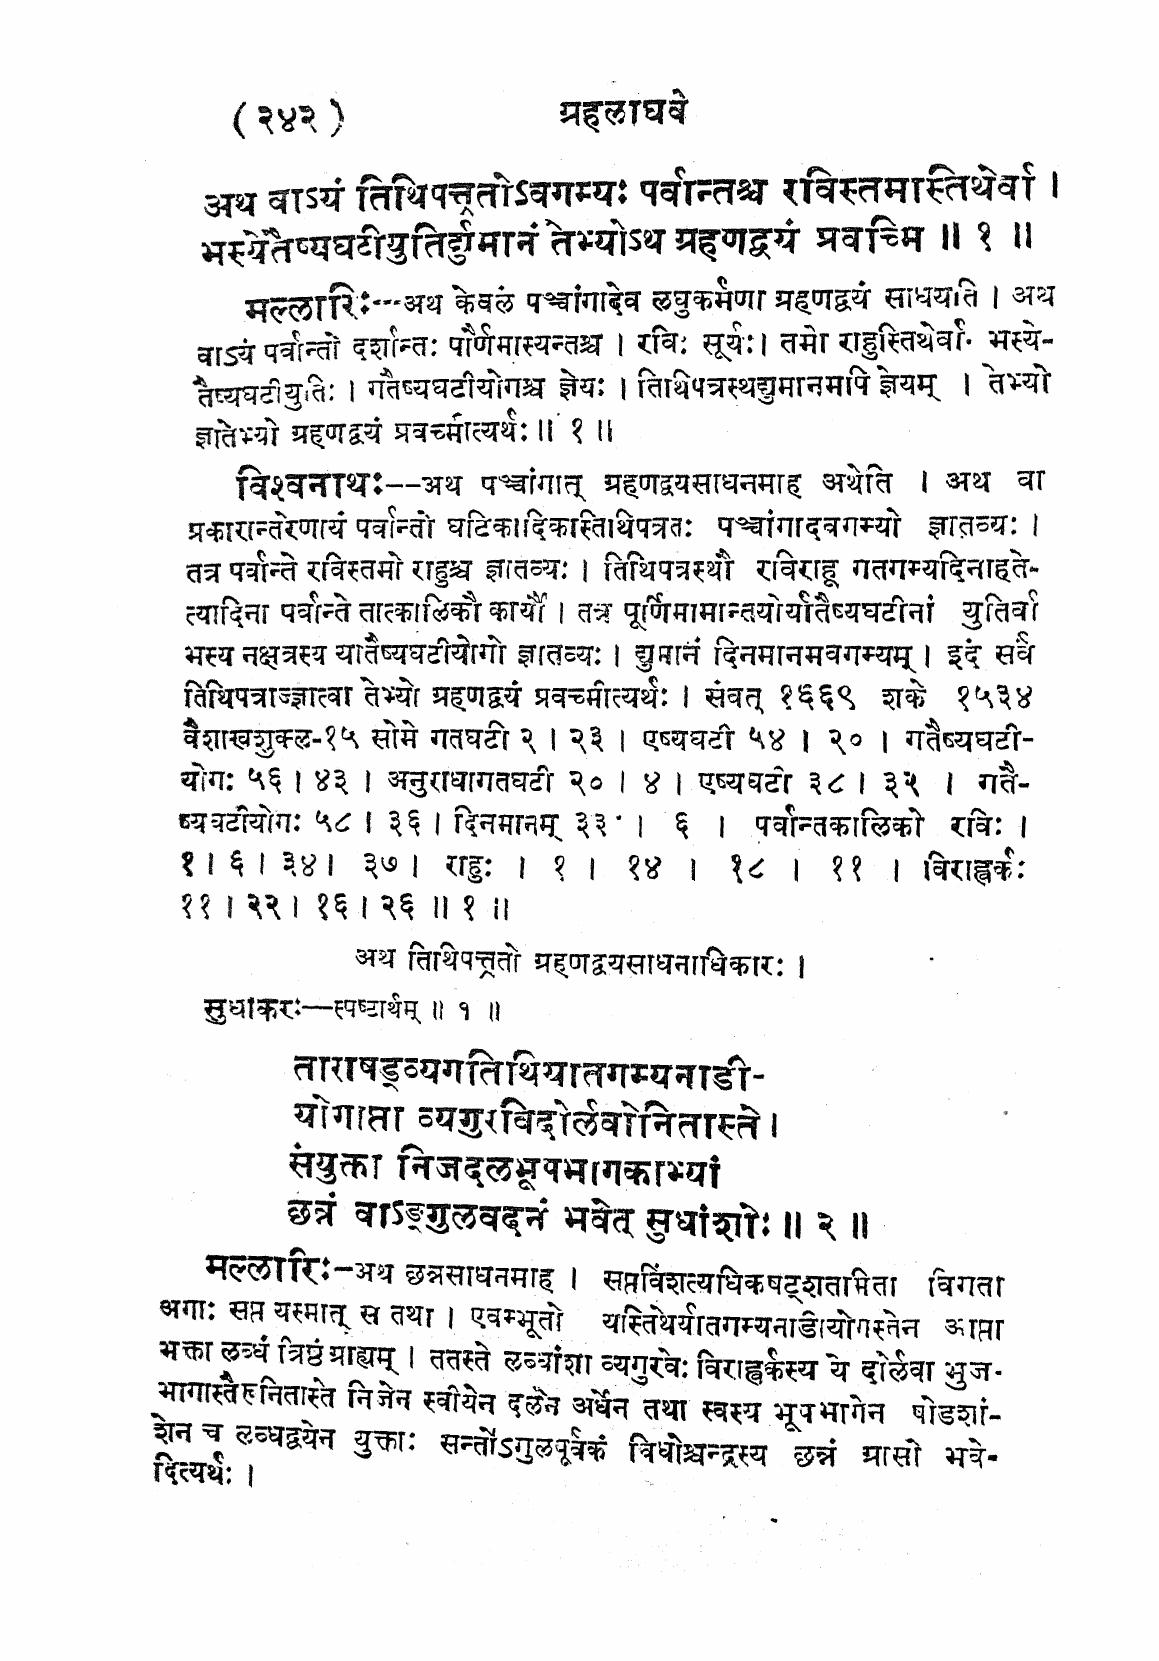 ( २४२ ) ग्रहलाघवे
अथ वाऽयं तिथिपत्त्रतोऽवगम्यः पर्वान्तश्च रविस्तमास्तिथेर्वा ।
भस्येतैष्यघटीयुतिर्द्युमानं तेभ्योऽथ ग्रहणद्वयं प्रवच्मि ॥ १ ॥
मल्लारिः---अथ केवलं पञ्चांगादेव लघुकर्मणा ग्रहणद्वयं साधयति । अथ
वाऽयं पर्वान्तो दर्शान्तः पौर्णमास्यन्तश्च । रविः सूर्यः। तमो राहुस्तिथेर्वा. भस्ये-
तैष्यघटीयुतिः । गतैष्यघटीयोगश्च ज्ञेयः । तिथिपत्रस्थद्युमानमपि ज्ञेयम् । तेभ्यो
ज्ञातेभ्यो ग्रहणद्वयं प्रवर्च्मात्यर्थः॥ १ ॥
विश्वनाथः--अथ पञ्चांगात् ग्रहणद्वयसाधनमाह अथेति । अथ वा
प्रकारान्तरेणायं पर्वान्तो घटिकादिकास्तिथिपत्रतः पञ्चांगादवगम्यो ज्ञातव्यः ।
तत्र पर्वान्ते रविस्तमो राहुश्च ज्ञातव्यः । तिथिपत्रस्थौ रविराहू गतगम्यदिनाहते-
त्यादिना पर्वान्ते तात्कालिकौ कार्यौ । तत्र पूर्णिमामान्तयोर्यातैष्यघटीनां युतिर्वा
भस्य नक्षत्रस्य यातैष्यघटीयोगो ज्ञातव्यः । द्युमानं दिनमानमवगम्यम् । इदं सर्वं
तिथिपत्राज्ज्ञात्वा तेभ्यो ग्रहणद्वयं प्रवच्मीत्यर्थः । संवत् १६६९ शके १५३४
वैशाखशुक्ल-१५ सोमे गतघटी २ । २३ । एष्यघटी ५४ । २० । गतैष्यघटी-
योगः ५६ । ४३ । अनुराधागतघटी २० । ४ । एष्यघटी ३८ । ३२ । गतै-
ष्यघटीयोगः ५८ । ३६ । दिनमानम् ३३ । ६ । पर्वान्तकालिको रविः ।
१ । ६ । ३४ । ३७ । राहुः । १ । १४ । १८ । ११ । विराह्वर्कः
११ । २२ । १६ । २६ ॥ १ ॥
अथ तिथिपत्त्रतो ग्रहणद्वयसाधनाधिकारः ।
सुधाकरः—स्पष्टार्थम् ॥ १ ॥
ताराषड्व्यगतिथियातगम्यनाडी-
योगाप्ता व्यगुरविदोर्लवोनितास्ते।
संयुक्ता निजदलभूपभागकाभ्यां
छन्नं वाऽङ्गुलवदनं भवेत् सुधांशोः॥ २ ॥
मल्लारिः-अथ छन्नसाधनमाह । सप्तविंशत्यधिकषट्शतामिता विगता
अगाः सप्त यस्मात् स तथा । एवम्भूतो यस्तिथेर्यातगम्यनाडीयोगस्तेन आप्ता
भक्ता लब्धं त्रिष्ठं ग्राह्यम् । ततस्ते लब्धांशा व्यगुरवेः विराह्वर्कस्य ये दोर्लवा भुज-
भागास्तैरूनितास्ते निजेन स्वीयेन दलेन अर्धेन तथा स्वस्य भूपभागेन षोडशां-
शेन च लब्धद्वयेन युक्ताः सन्तोंऽगुलपूर्वकं विधोश्चन्द्रस्य छन्नं ग्रासो भवे-
दित्यर्थः ।